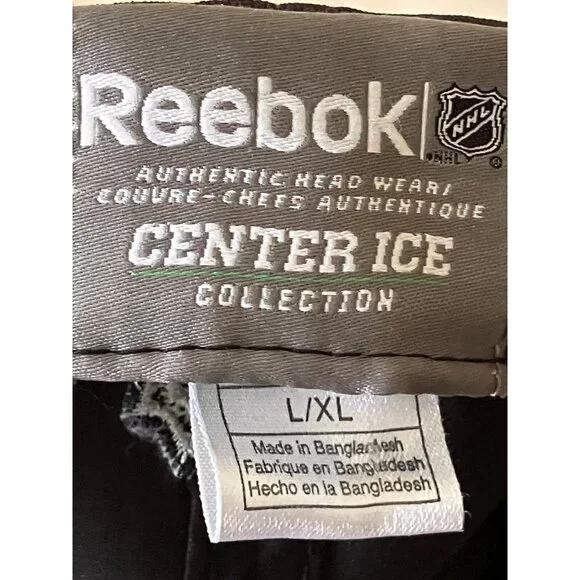 Reebok NHL
NHL ®
AUTHENTIC HEAD WEAR/
COUVRE-CHEFS AUTHENTIQUE
CENTER ICE
COLLECTION
L/XL
Made in Bangladesh
Fabrique en Bangladesh
Hecho en la Bangladesh